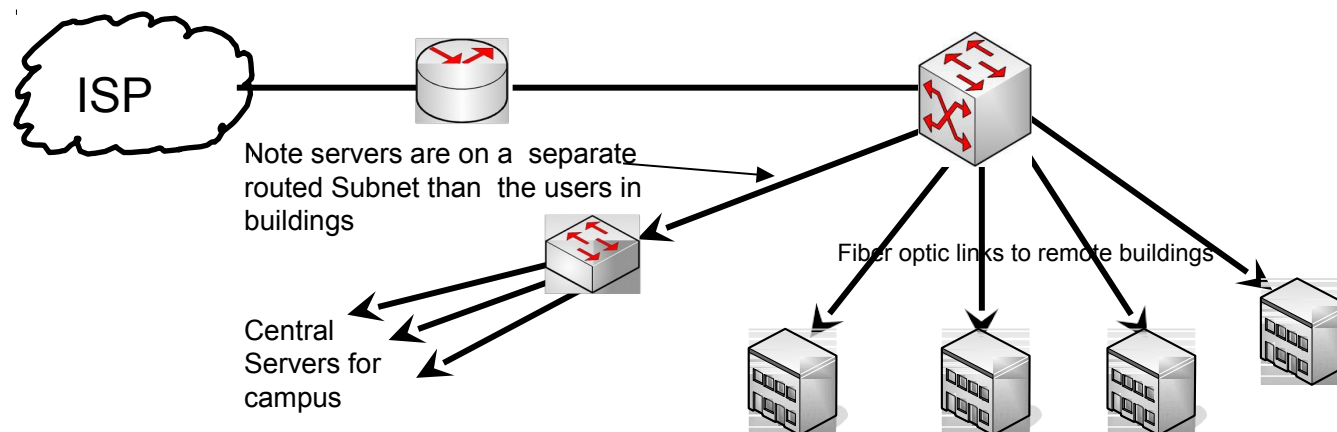 ISP
Note servers are on a separate
routed Subnet than the users in
buildings
Fiber optic links to remote buildings
Central
Servers for
campus